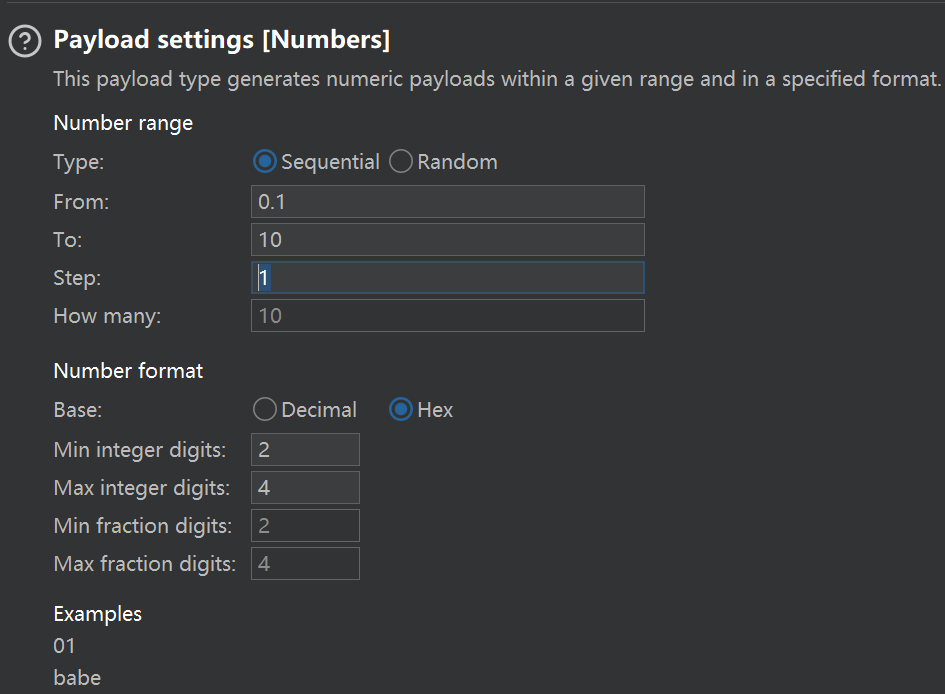 Payload settings [Numbers]
This payload type generates numeric payloads within a given range and in a specified format.
Number range
Type: Sequential Random
From: 0.1
To: 10
Step: 1
How many: 10
Number format
Base: Decimal Hex
Min integer digits: 2
Max integer digits: 4
Min fraction digits: 2
Max fraction digits: 4
Examples
01
babe